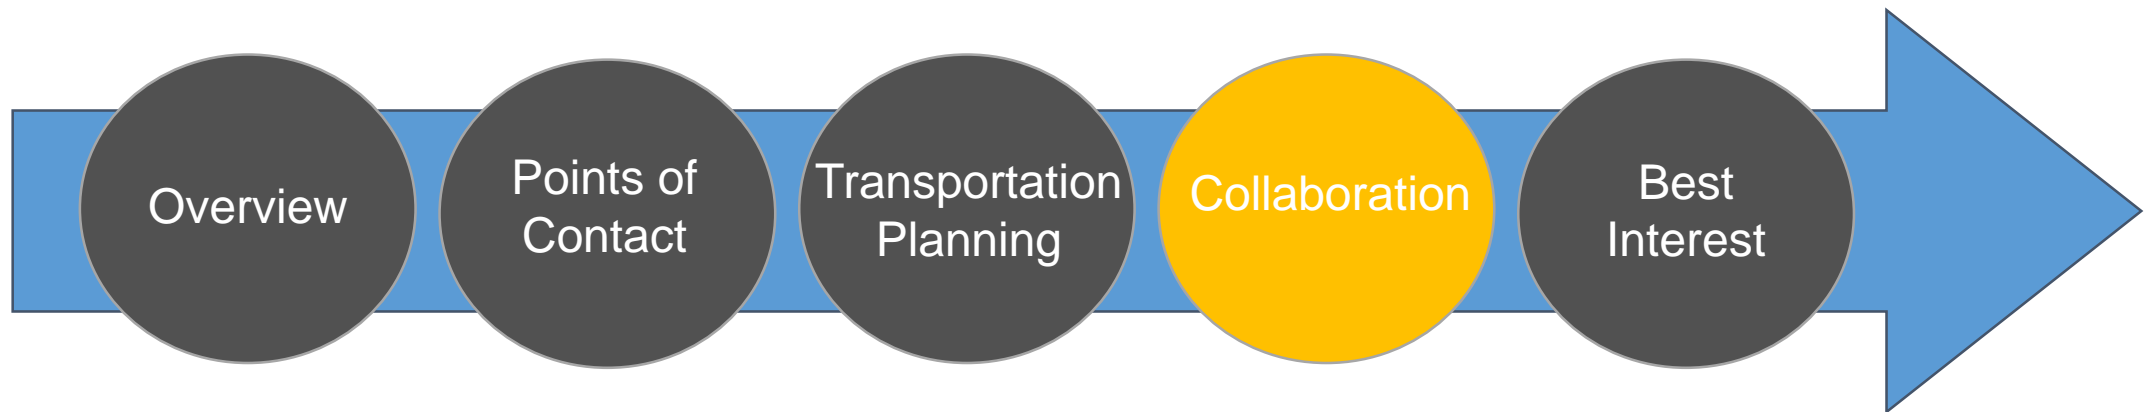 Overview
Points of
Contact
Transportation
Planning
Collaboration
Best
Interest